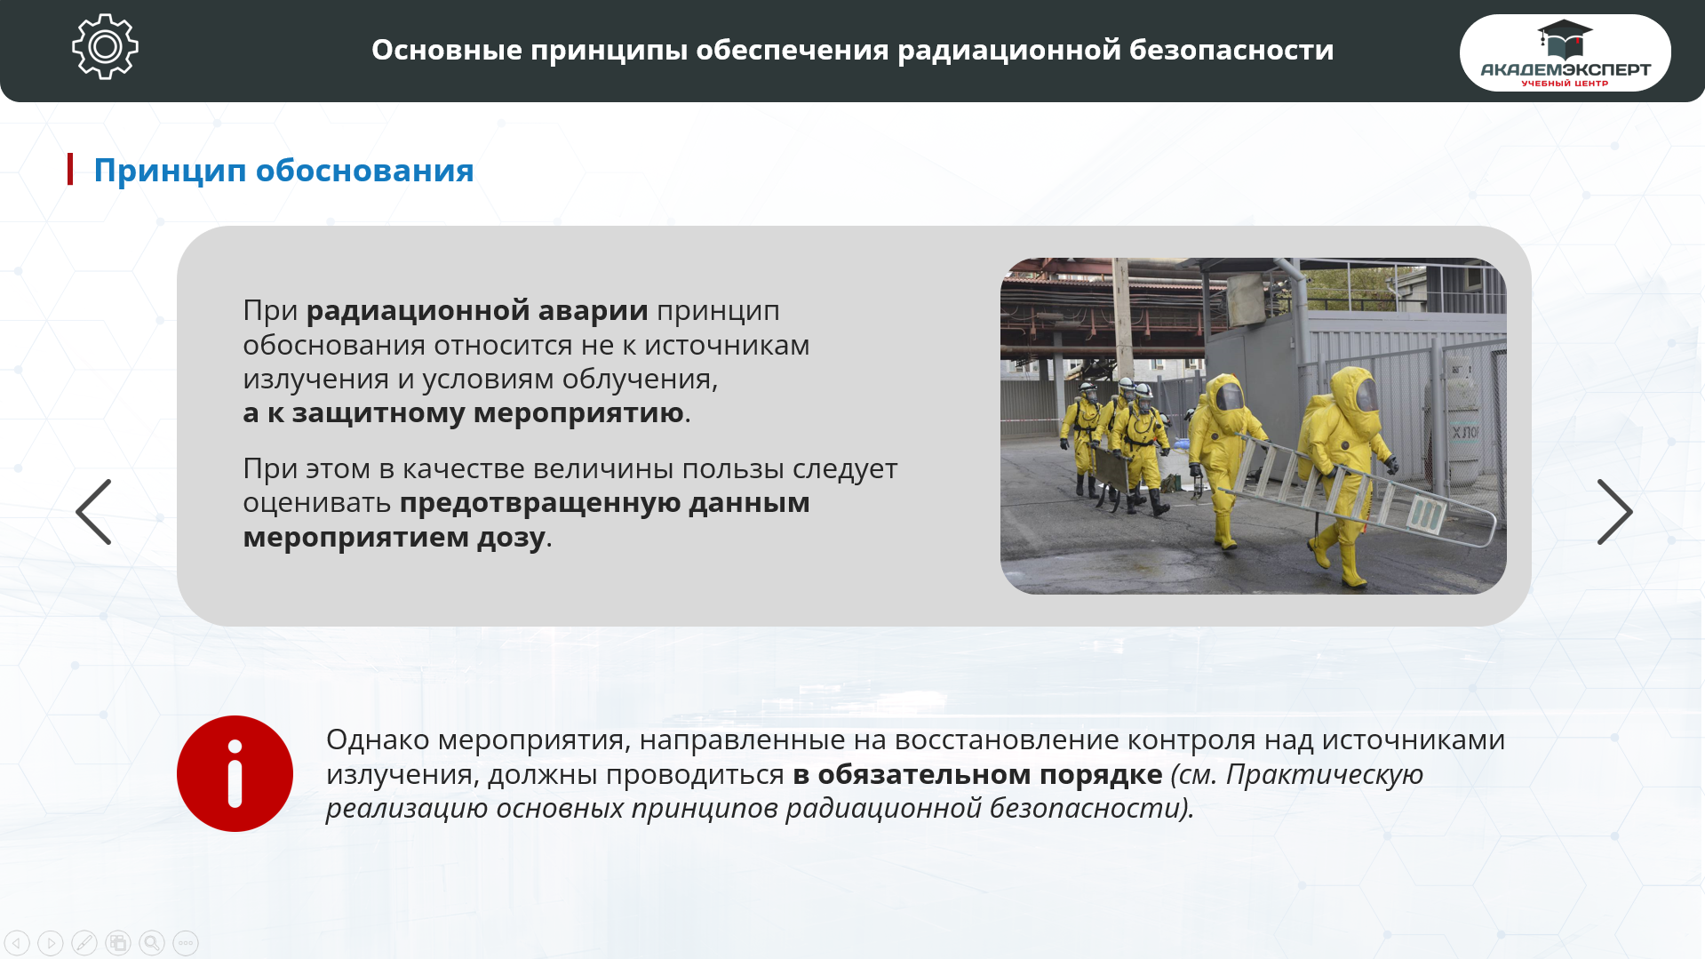 Основные принципы обеспечения радиационной безопасности
АКАДЕМЭКСПЕРТ
УЧЕБНЫЙ ЦЕНТР
Принцип обоснования
При радиационной аварии принцип
обоснования относится не к источникам
излучения и условиям облучения,
а к защитному мероприятию.
При этом в качестве величины пользы следует
оценивать предотвращенную данным
мероприятием дозу.
ХЛОР
Однако мероприятия, направленные на восстановление контроля над источниками
излучения, должны проводиться в обязательном порядке (см. Практическую
реализацию основных принципов радиационной безопасности).